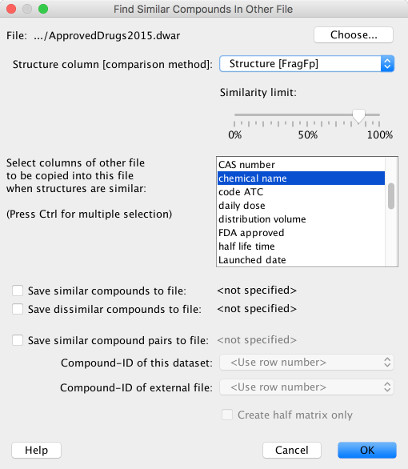 Find Similar Compounds In Other File
File: .../ApprovedDrugs2015.dwar
Choose...
Structure column [comparison method]:
Structure [FragFp]
Similarity limit:
0% 50% 100%
Select columns of other file
to be copied into this file
when structures are similar:
(Press Ctrl for multiple selection)
CAS number
chemical name
code ATC
daily dose
distribution volume
FDA approved
half life time
Launched date
Save similar compounds to file: <not specified>
Save dissimilar compounds to file: <not specified>
Save similar compound pairs to file: <not specified>
Compound-ID of this dataset: <Use row number>
Compound-ID of external file: <Use row number>
Create half matrix only
Help Cancel OK